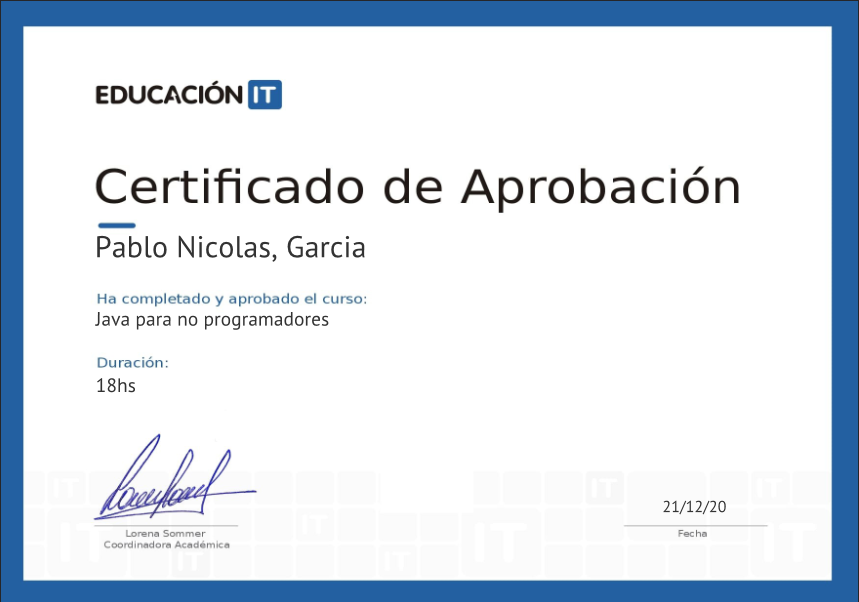 EDUCACIÓN IT
Certificado de Aprobación
Pablo Nicolas, Garcia
Ha completado y aprobado el curso:
Java para no programadores
Duración:
18hs
21/12/20
Lorena Sommer
Coordinadora Académica
Fecha